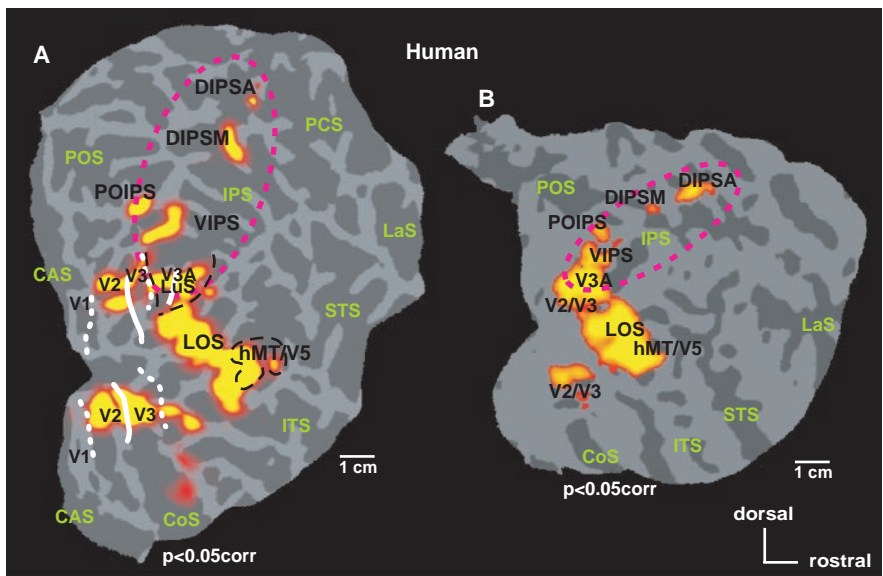 Human
A
DIPSA
PCS
DIPSM
POS
IPS
POIPS
VIPS
LaS
CAS
V2
V3
V3A
LuS
V1
STS
LOS
hMT/V5
V2
V3
ITS
V1
1 cm
CAS
CoS
p<0.05corr
B
POS
DIPSA
DIPSM
POIPS
IPS
VIPS
V3A
V2/V3
LOS
LaS
hMT/V5
V2/V3
STS
ITS
CoS
1 cm
p<0.05corr
dorsal
rostral